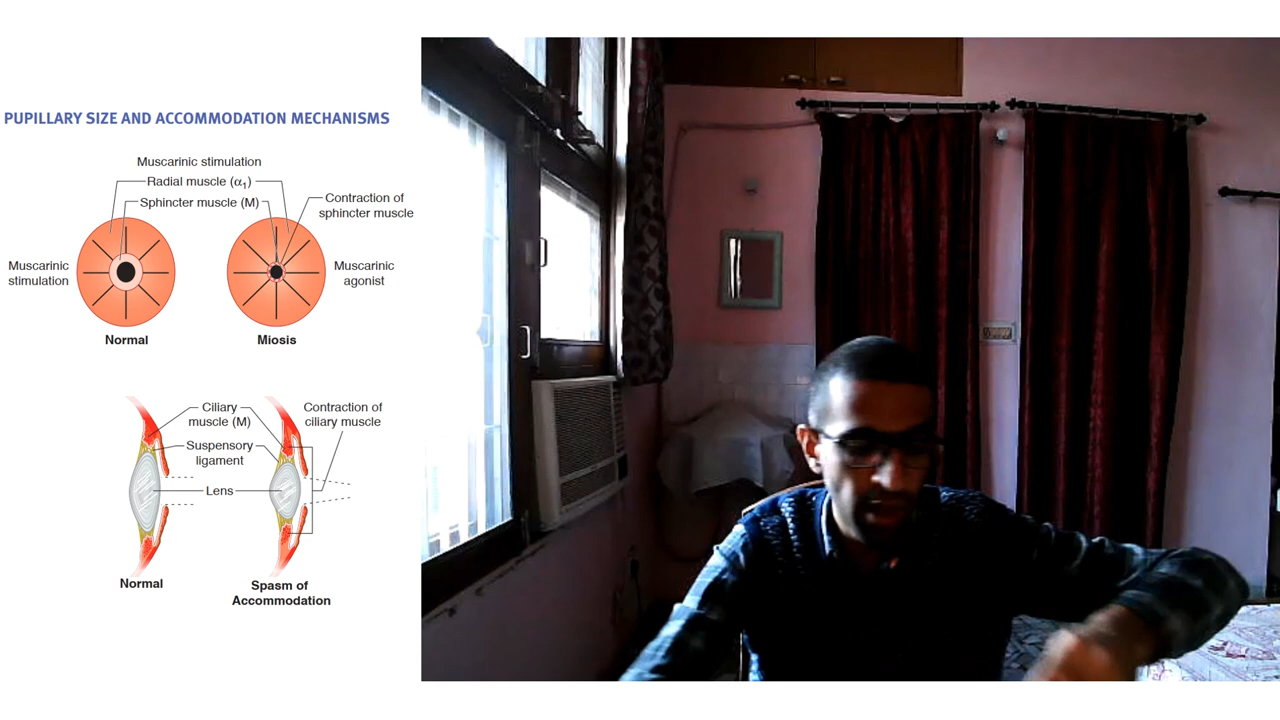 PUPILLARY SIZE AND ACCOMMODATION MECHANISMS
Muscarinic stimulation
Radial muscle (α1)
Sphincter muscle (M)
Contraction of
sphincter muscle
Muscarinic
stimulation
Muscarinic
agonist
Normal
Miosis
Ciliary
muscle (M)
Contraction of
ciliary muscle
Suspensory
ligament
Lens
Normal
Spasm of
Accommodation